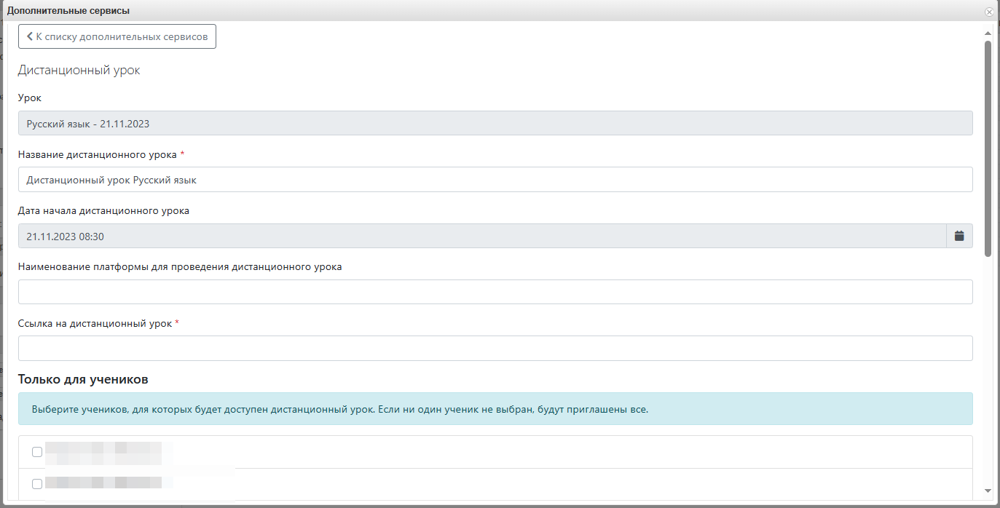 Дополнительные сервисы
К списку дополнительных сервисов
Дистанционный урок
Урок
Русский язык - 21.11.2023
Название дистанционного урока *
Дистанционный урок Русский язык
Дата начала дистанционного урока
21.11.2023 08:30
Наименование платформы для проведения дистанционного урока
Ссылка на дистанционный урок *
Только для учеников
Выберите учеников, для которых будет доступен дистанционный урок. Если ни один ученик не выбран, будут приглашены все.